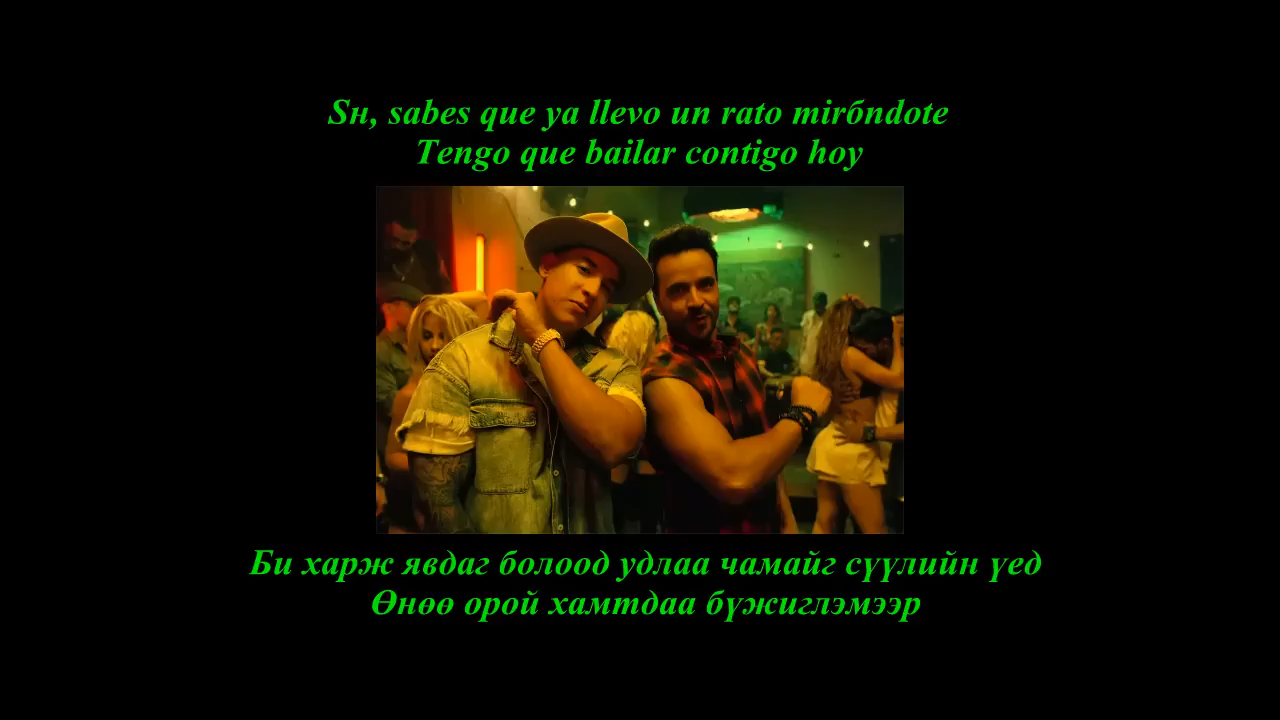 Sн, sabes que ya llevo un rato mirбndote
Tengo que bailar contigo hoy
Би харж явдаг болоод удлаа чамайг сүүлийн үед
Өнөө орой хамтдаа бүжиглэмээр